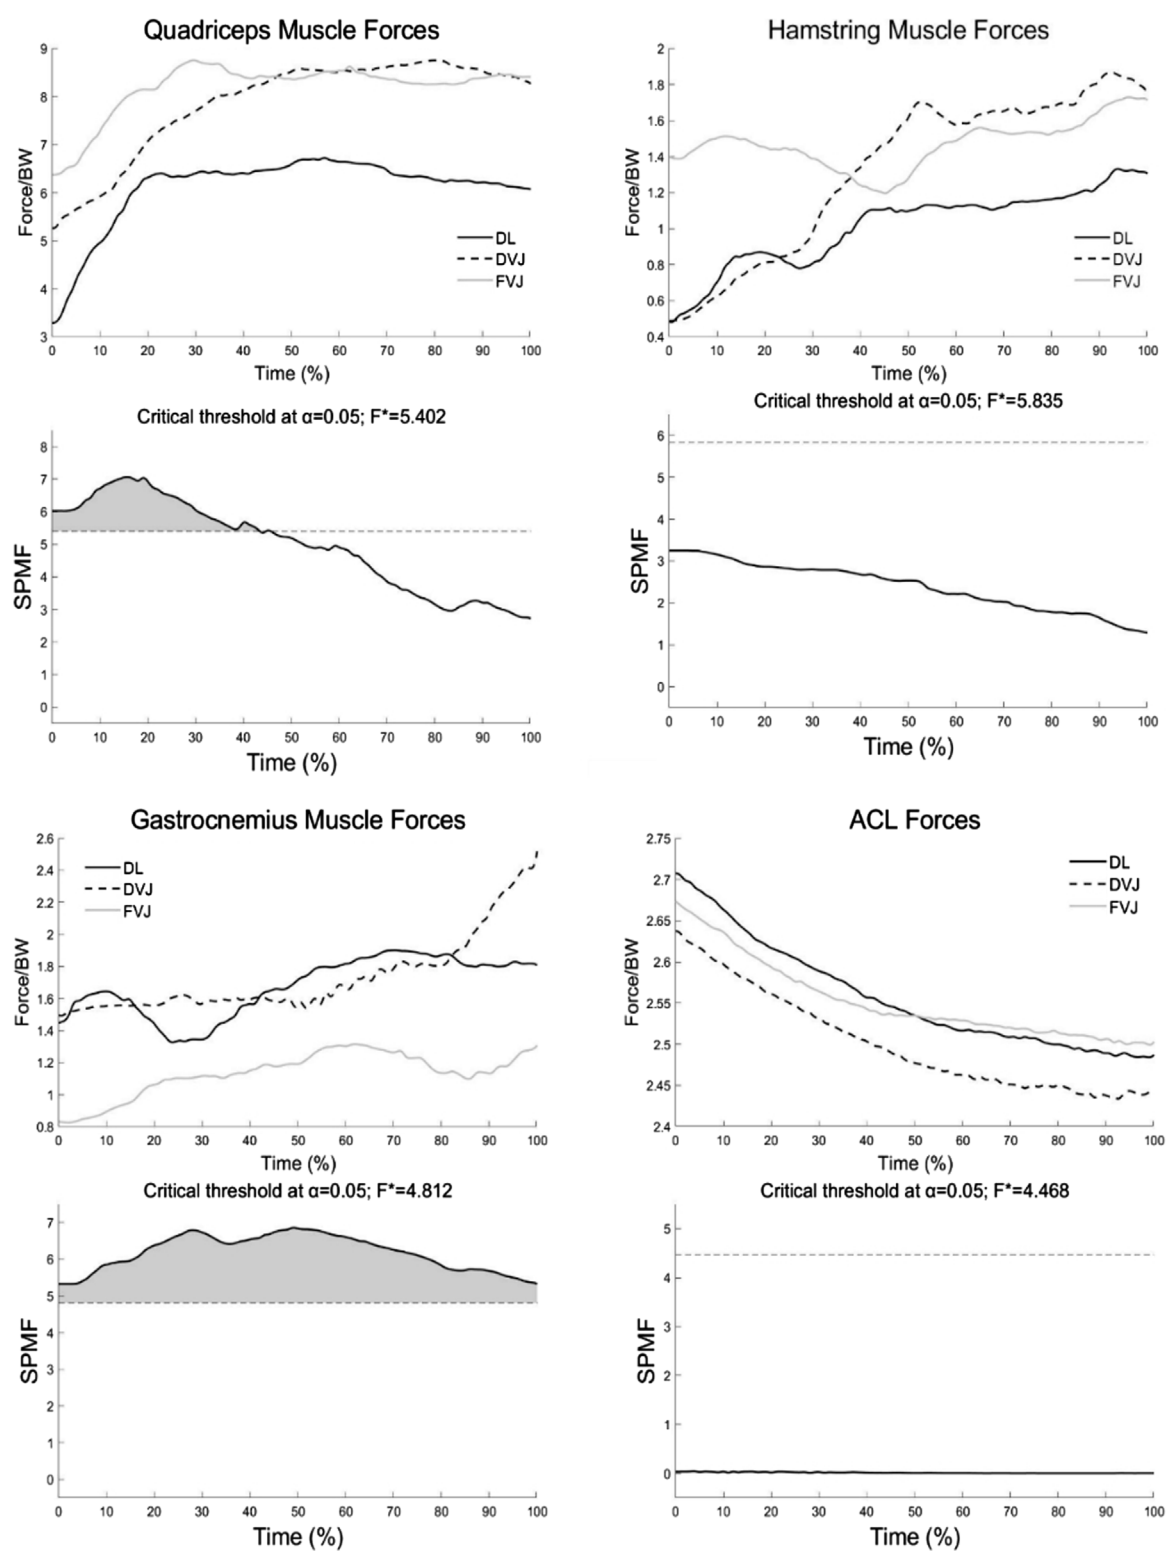 Quadriceps Muscle Forces
9
8
7
6
5
4
3
Force/BW
DL
DVJ
FVJ
0 10 20 30 40 50 60 70 80 90 100
Time (%)
Critical threshold at α=0.05; F*=5.402
8
7
6
5
4
3
2
1
0
SPMF
0 10 20 30 40 50 60 70 80 90 100
Time (%)
Hamstring Muscle Forces
2
1.8
1.6
1.4
1.2
1
0.8
0.6
0.4
Force/BW
DL
DVJ
FVJ
0 10 20 30 40 50 60 70 80 90 100
Time (%)
Critical threshold at α=0.05; F*=5.835
6
5
4
3
2
1
0
SPMF
0 10 20 30 40 50 60 70 80 90 100
Time (%)
Gastrocnemius Muscle Forces
2.6
2.4
2.2
2
1.8
1.6
1.4
1.2
1
0.8
Force/BW
DL
DVJ
FVJ
0 10 20 30 40 50 60 70 80 90 100
Time (%)
Critical threshold at α=0.05; F*=4.812
7
6
5
4
3
2
1
0
SPMF
0 10 20 30 40 50 60 70 80 90 100
Time (%)
ACL Forces
2.75
2.7
2.65
2.6
2.55
2.5
2.45
2.4
Force/BW
DL
DVJ
FVJ
0 10 20 30 40 50 60 70 80 90 100
Time (%)
Critical threshold at α=0.05; F*=4.468
5
4
3
2
1
0
SPMF
0 10 20 30 40 50 60 70 80 90 100
Time (%)